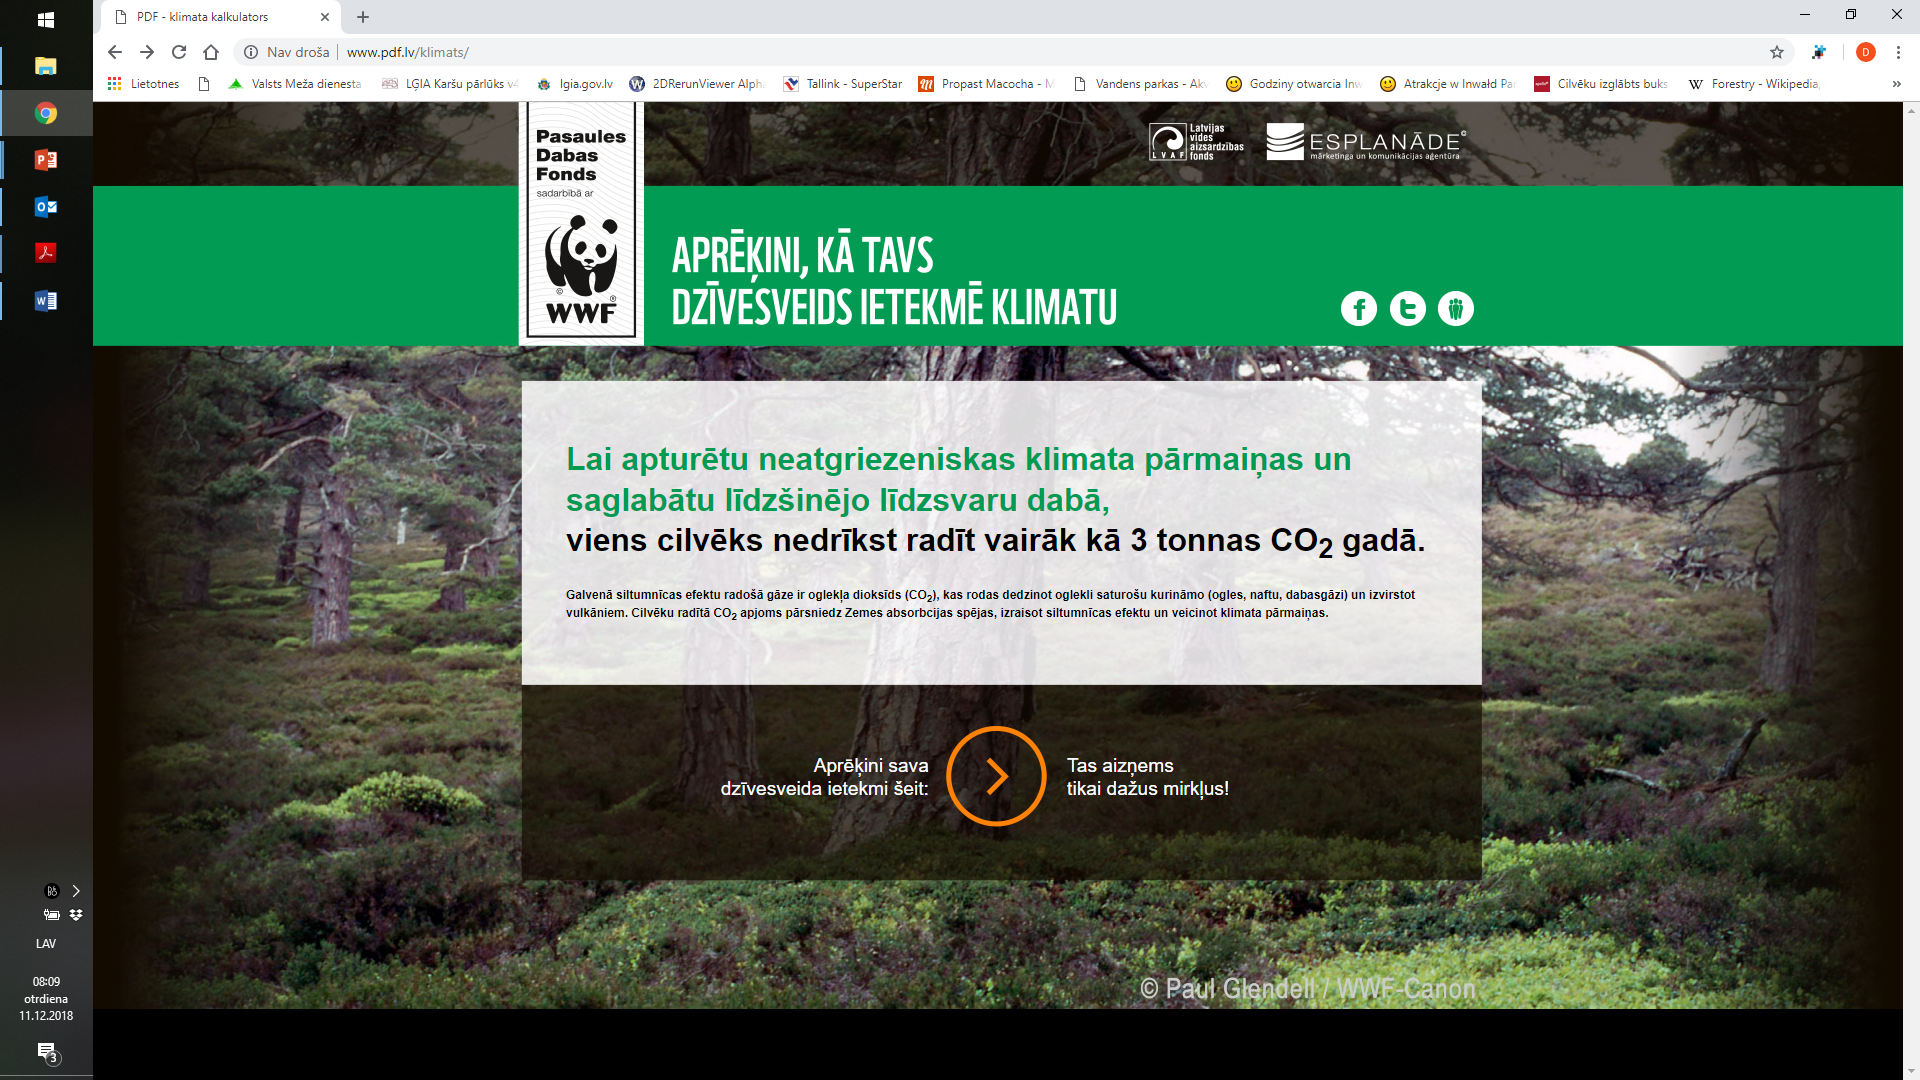 PDF - klimata kalkulators
Nav droša
www.pdf.lv/klimats/
D
Lietotnes
Valsts Meža dienesta
LĢIA Karšu pārlūks v4
lgia.gov.lv
2DRerunViewer Alpha
Tallink - SuperStar
Propast Macocha - M
Vandens parkas - Akv
Godziny otwarcia Inw
Atrakcje w Inwałd Par
Cilvēku izglābts buks
Forestry - Wikipedia,
»
Pasaules
Dabas
Fonds
sadarbībā ar
WWF
LVAF
Latvijas
vides
aizsardzības
fonds
ESPLANĀDE
mārketinga un komunikācijas aģentūra
APRĒĶINI, KĀ TAVS
DZĪVESVEIDS IETEKMĒ KLIMATU
Lai apturētu neatgriezeniskas klimata pārmaiņas un
saglabātu līdzšinējo līdzsvaru dabā,
viens cilvēks nedrīkst radīt vairāk kā 3 tonnas CO2 gadā.
Galvenā siltumnīcas efektu radošā gāze ir oglekļa dioksīds (CO2), kas rodas dedzinot oglekli saturošu kurināmo (ogles, naftu, dabasgāzi) un izvirstot
vulkāniem. Cilvēku radītā CO2 apjoms pārsniedz Zemes absorbcijas spējas, izraisot siltumnīcas efektu un veicinot klimata pārmaiņas.
Aprēķini sava
dzīvesveida ietekmi šeit:
Tas aizņems
tikai dažus mirkļus!
© Paul Glendell / WWF-Canon
LAV
08:09
otrdiena
11.12.2018
3